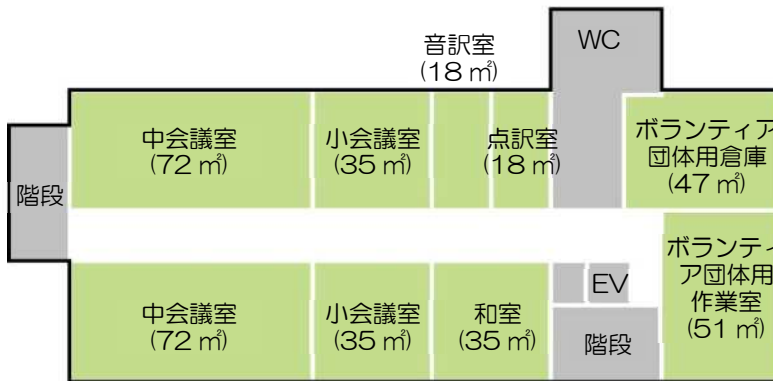 音訳室
(18 ㎡)
WC
中会議室
(72 ㎡)
小会議室
(35 ㎡)
点訳室
(18 ㎡)
ボランティア
団体用倉庫
(47 ㎡)
階段
ボランティ
ア団体用
作業室
(51 ㎡)
中会議室
(72 ㎡)
小会議室
(35 ㎡)
和室
(35 ㎡)
EV
階段